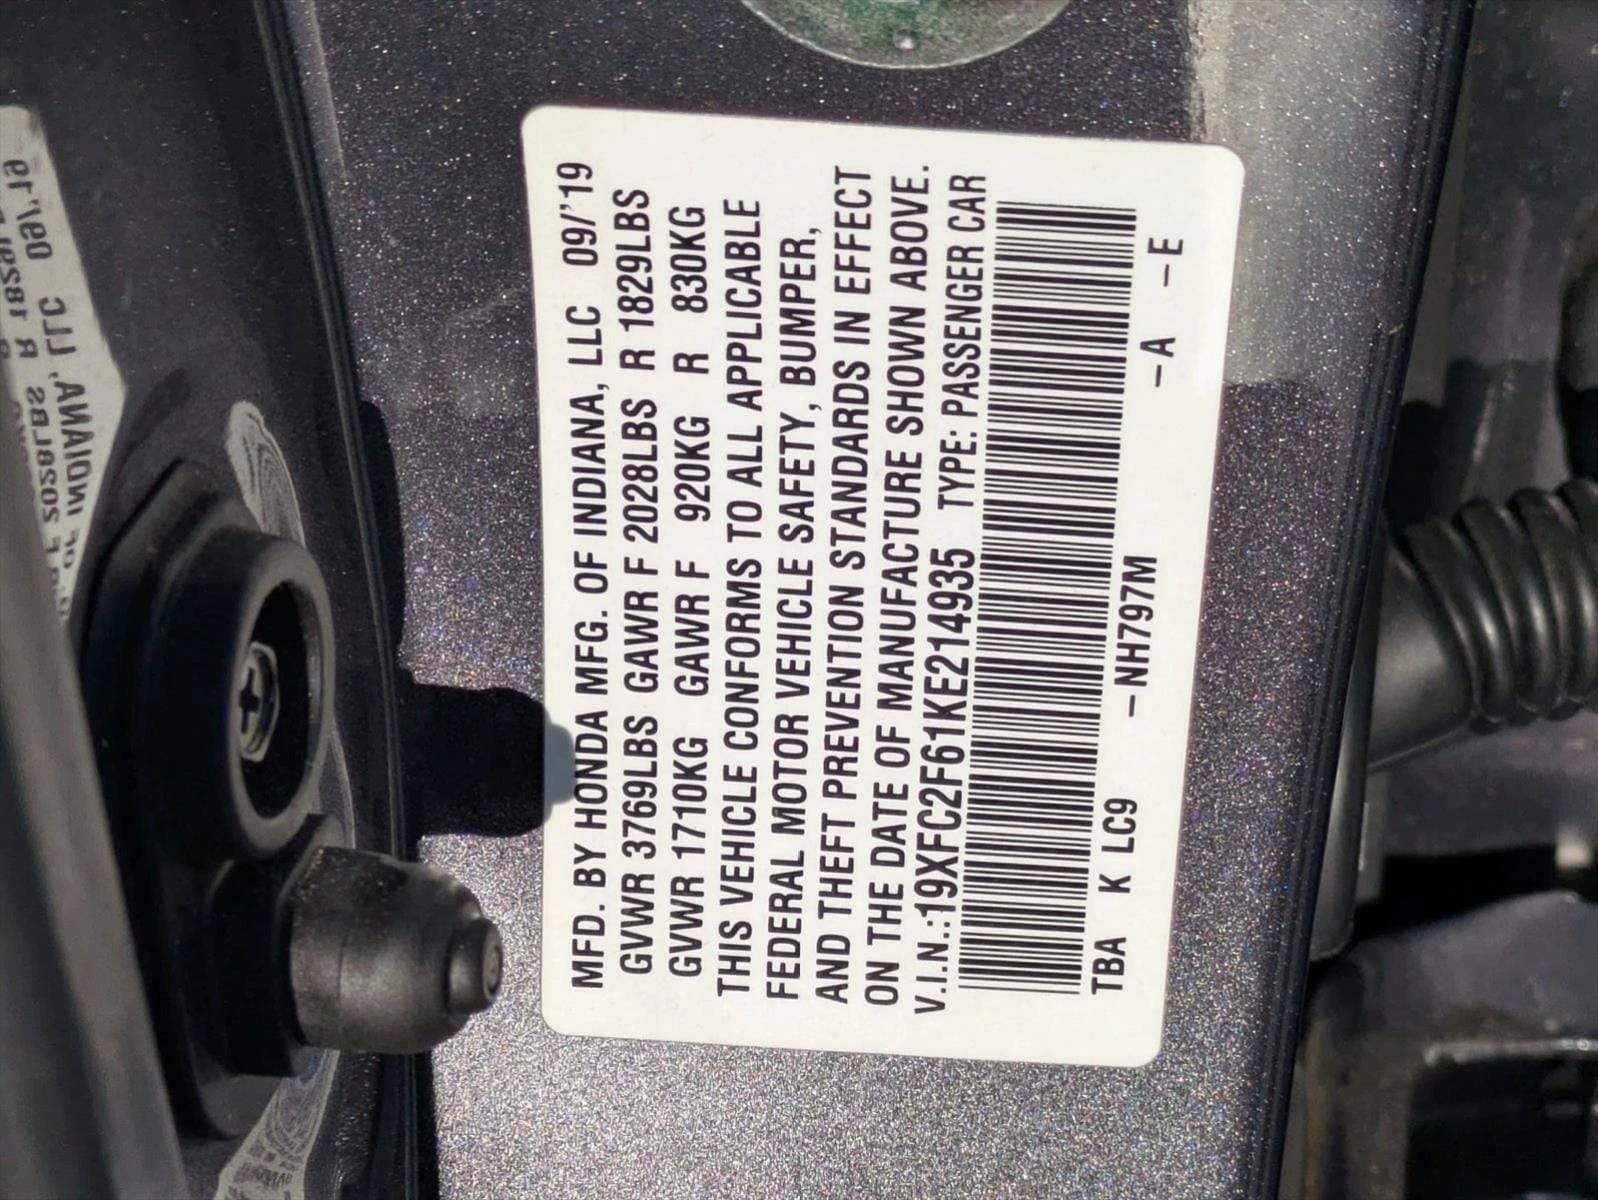 MFD. BY HONDA MFG. OF INDIANA, LLC 09/'19
GVWR 3769LBS GAWR F 2028LBS R 1829LBS
GVWR 1710KG GAWR F 920KG R 830KG
THIS VEHICLE CONFORMS TO ALL APPLICABLE
FEDERAL MOTOR VEHICLE SAFETY, BUMPER,
AND THEFT PREVENTION STANDARDS IN EFFECT
ON THE DATE OF MANUFACTURE SHOWN ABOVE.
V.I.N.:19XFC2F61KE214935 TYPE: PASSENGER CAR
TBA K LC9 –NH797M –A –E